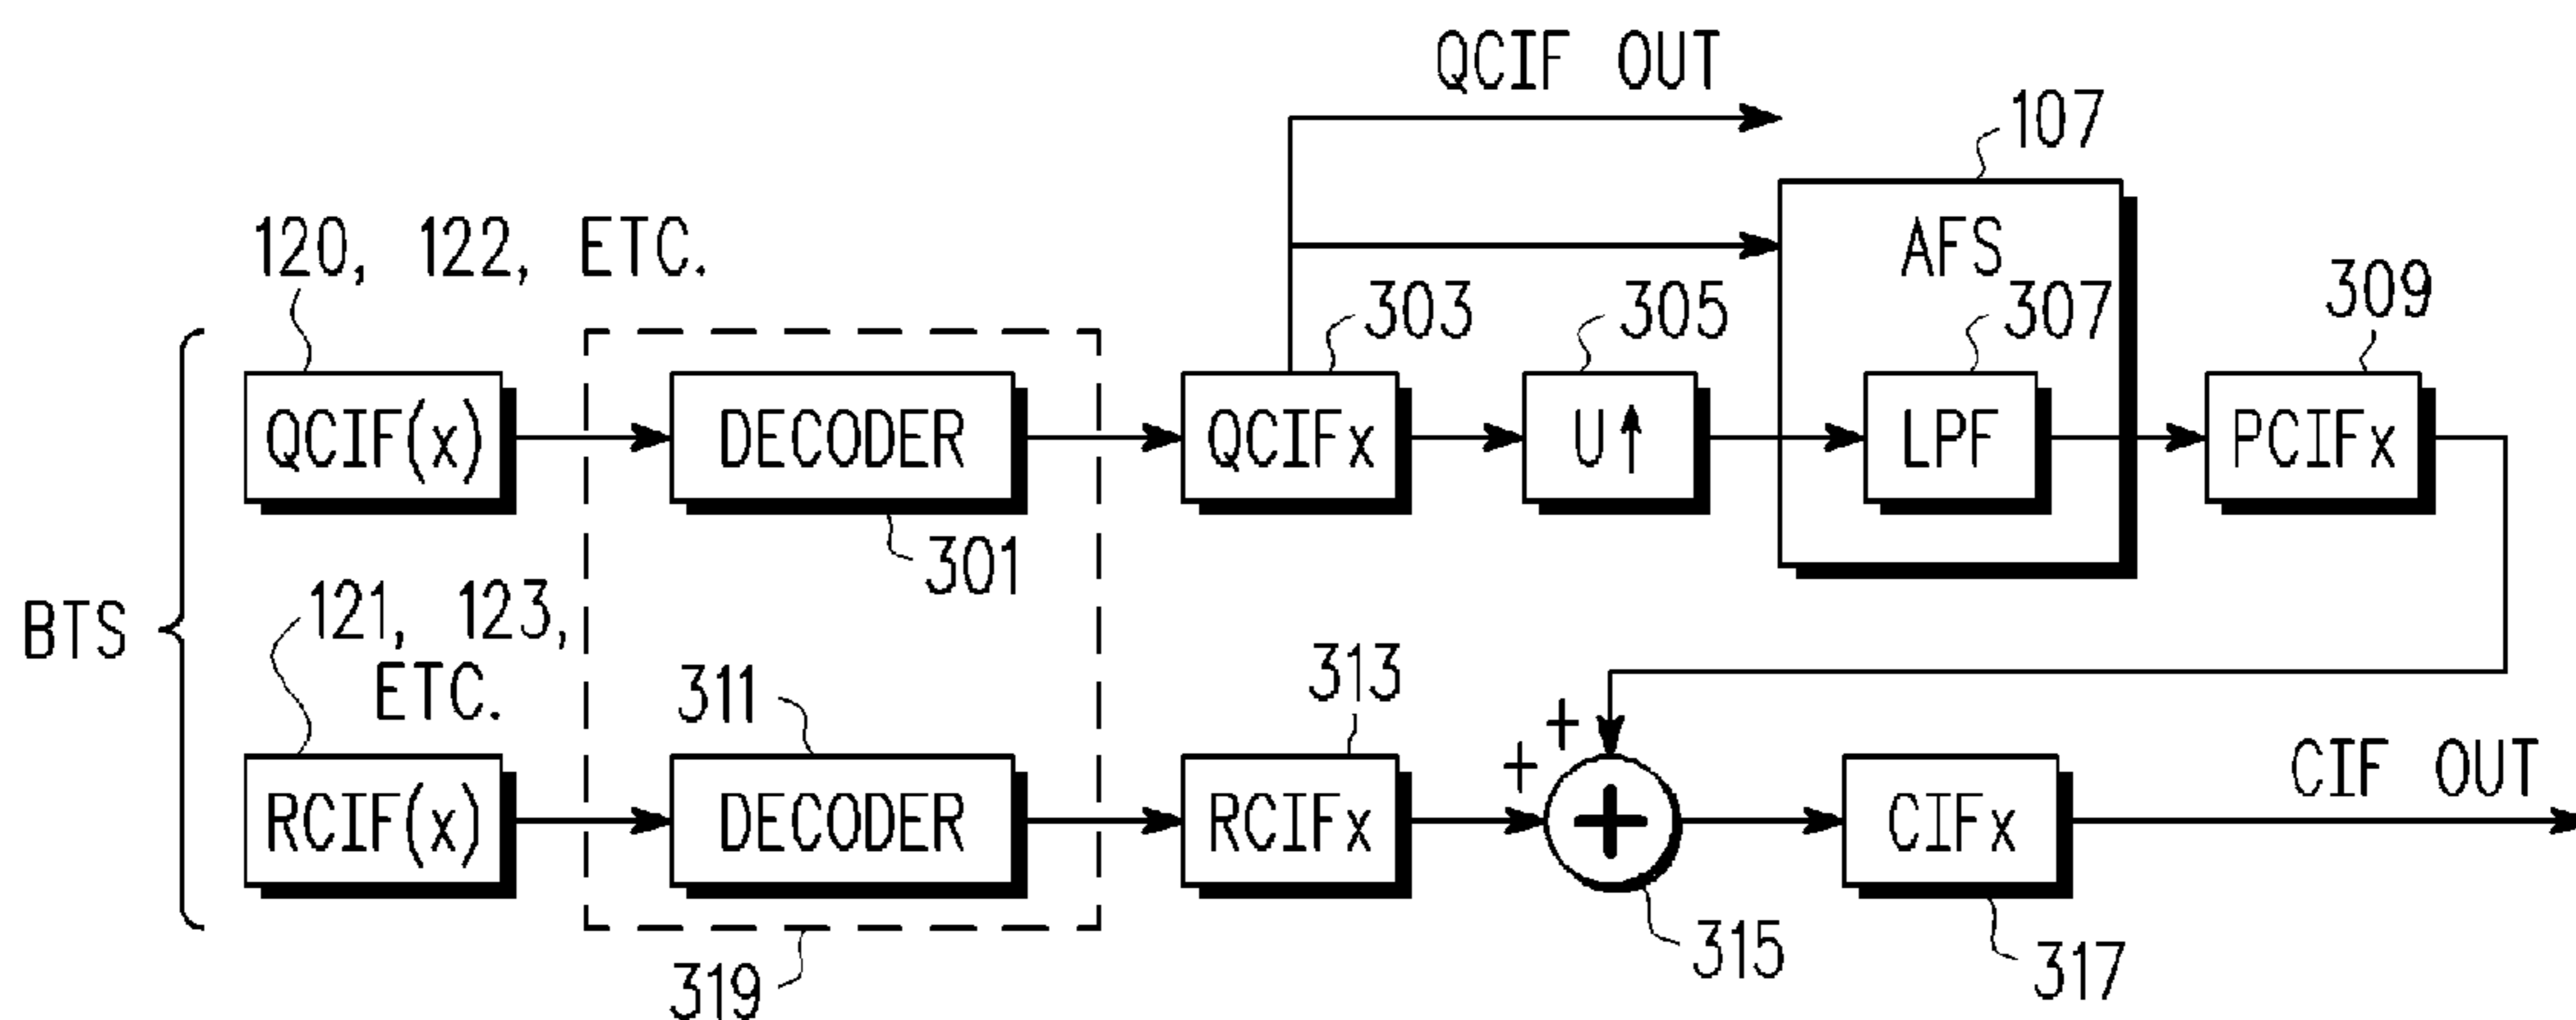 QCIF OUT
107
120, 122, ETC.
AFS
303
305
307
309
QCIF(x)
DECODER
QCIFx
U↑
LPF
PCIFx
301
BTS
121, 123,
ETC.
311
313
+
+
RCIF(x)
DECODER
RCIFx
+
CIFx
CIF OUT
319
315
317